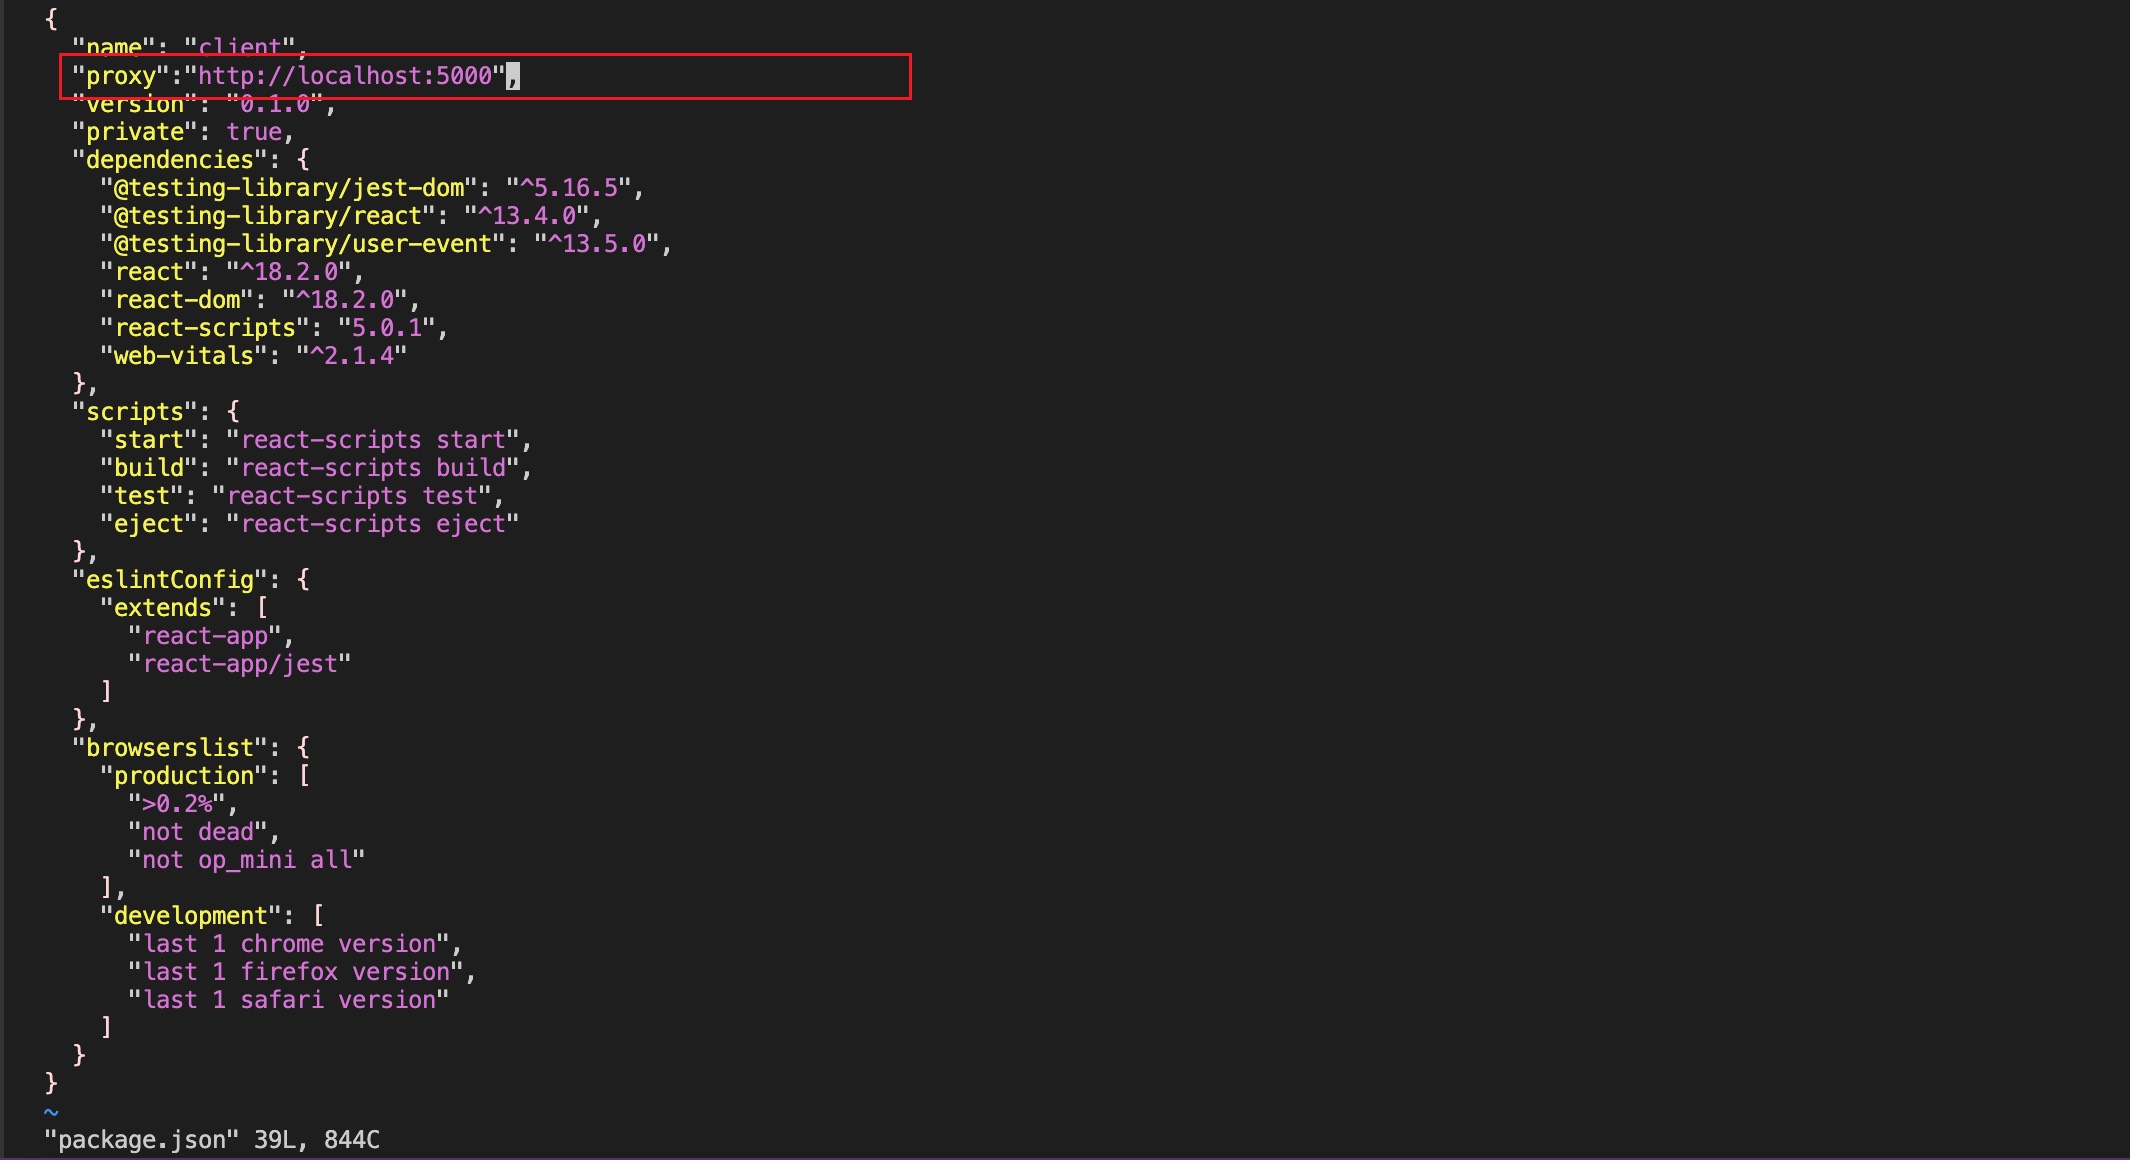 {
  "name": "client",
  "proxy":"http://localhost:5000",
  "version": "0.1.0",
  "private": true,
  "dependencies": {
    "@testing-library/jest-dom": "^5.16.5",
    "@testing-library/react": "^13.4.0",
    "@testing-library/user-event": "^13.5.0",
    "react": "^18.2.0",
    "react-dom": "^18.2.0",
    "react-scripts": "5.0.1",
    "web-vitals": "^2.1.4"
  },
  "scripts": {
    "start": "react-scripts start",
    "build": "react-scripts build",
    "test": "react-scripts test",
    "eject": "react-scripts eject"
  },
  "eslintConfig": {
    "extends": [
      "react-app",
      "react-app/jest"
    ]
  },
  "browserslist": {
    "production": [
      ">0.2%",
      "not dead",
      "not op_mini all"
    ],
    "development": [
      "last 1 chrome version",
      "last 1 firefox version",
      "last 1 safari version"
    ]
  }
}
~
"package.json" 39L, 844C